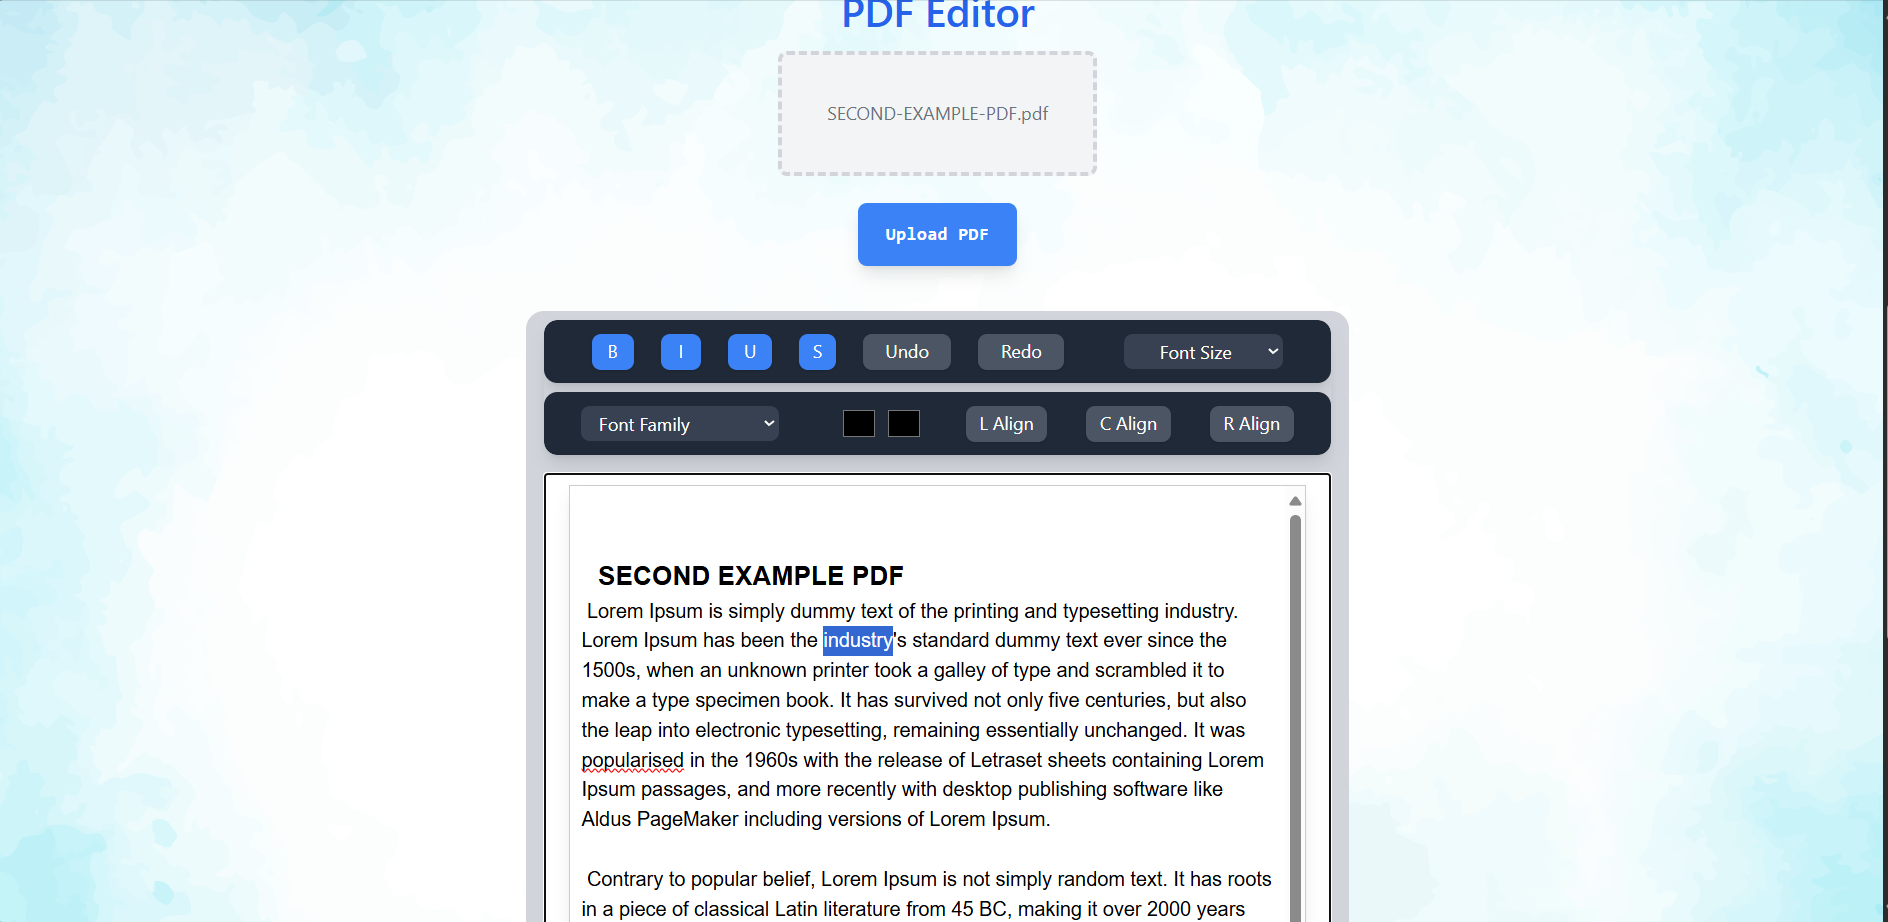 PDF Editor
SECOND-EXAMPLE-PDF.pdf
Upload PDF
B I U S Undo Redo Font Size
Font Family L Align C Align R Align
SECOND EXAMPLE PDF
Lorem Ipsum is simply dummy text of the printing and typesetting industry.
Lorem Ipsum has been the industry's standard dummy text ever since the
1500s, when an unknown printer took a galley of type and scrambled it to
make a type specimen book. It has survived not only five centuries, but also
the leap into electronic typesetting, remaining essentially unchanged. It was
popularised in the 1960s with the release of Letraset sheets containing Lorem
Ipsum passages, and more recently with desktop publishing software like
Aldus PageMaker including versions of Lorem Ipsum.
Contrary to popular belief, Lorem Ipsum is not simply random text. It has roots
in a piece of classical Latin literature from 45 BC, making it over 2000 years